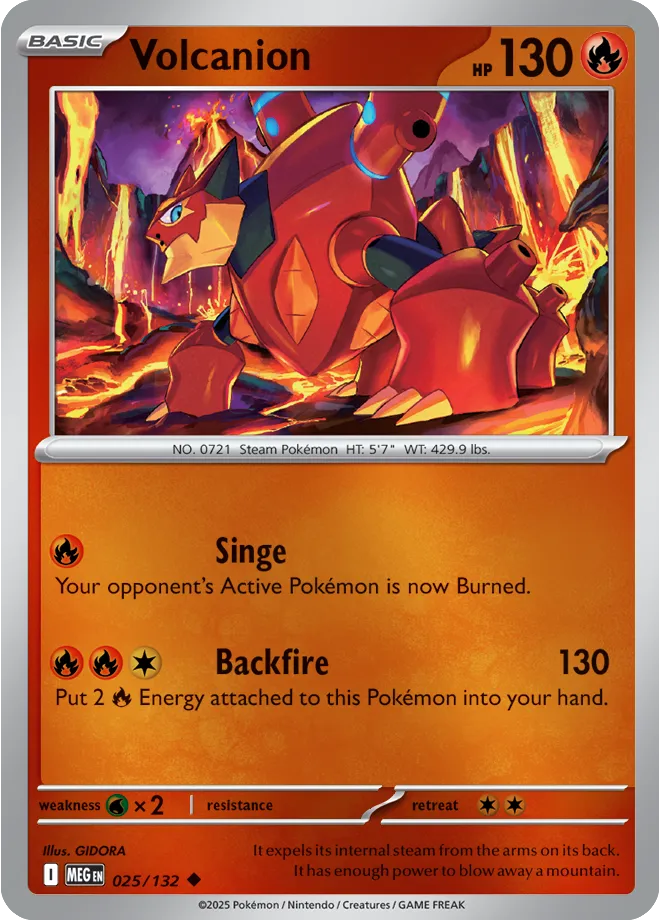 BASIC
Volcanion
HP 130
NO. 0721 Steam Pokémon HT: 5'7" WT: 429.9 lbs.
Singe
Your opponent's Active Pokémon is now Burned.
Backfire 130
Put 2 Energy attached to this Pokémon into your hand.
weakness ×2 resistance retreat
Illus. GIDORA
It expels its internal steam from the arms on its back.
It has enough power to blow away a mountain.
I MEG EN 025/132
©2025 Pokémon / Nintendo / Creatures / GAME FREAK